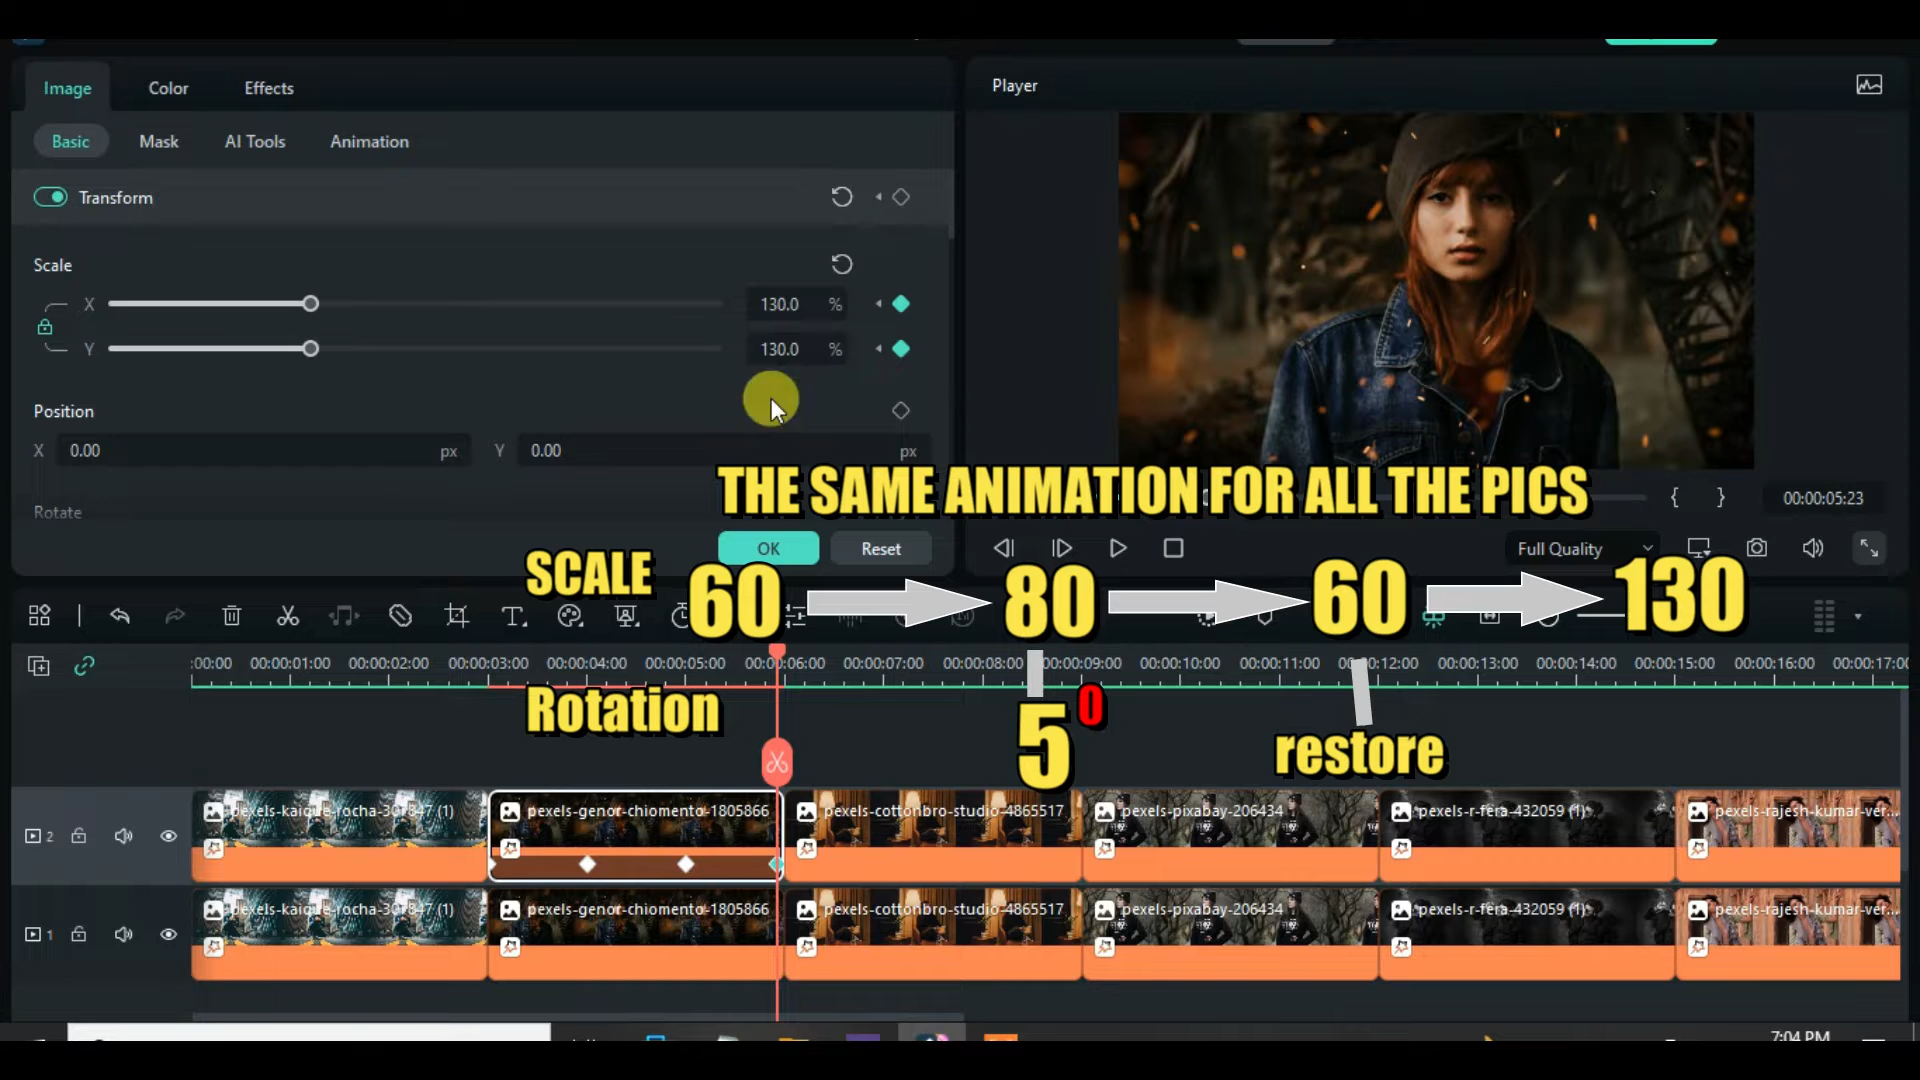 Image Color Effects
Player
Basic Mask AI Tools Animation
Transform
Scale
X 130.0 %
Y 130.0 %
Position
X 0.00 px Y 0.00 px
THE SAME ANIMATION FOR ALL THE PICS
{ } 00:00:05:23
Rotate
OK Reset
Full Quality
SCALE 60 80 60 130
:00:00 00:00:01:00 00:00:02:00 00:00:03:00 00:00:04:00 00:00:05:00 00:00:06:00 00:00:07:00 00:00:08:00 00:00:09:00 00:00:10:00 00:00:11:00 00:00:12:00 00:00:13:00 00:00:14:00 00:00:15:00 00:00:16:00
Rotation 5 0 restore
pexels-kaique-rocha-307847 (1) pexels-genor-chiomento-1805866 pexels-cottonbro-studio-4865517 pexels-pixabay-206434 pexels-r-fera-432059 (1) pexels-rajesh-kumar-ver...
2
pexels-kaique-rocha-307847 (1) pexels-genor-chiomento-1805866 pexels-cottonbro-studio-4865517 pexels-pixabay-206434 pexels-r-fera-432059 (1) pexels-rajesh-kumar-ver...
1
7:04 PM